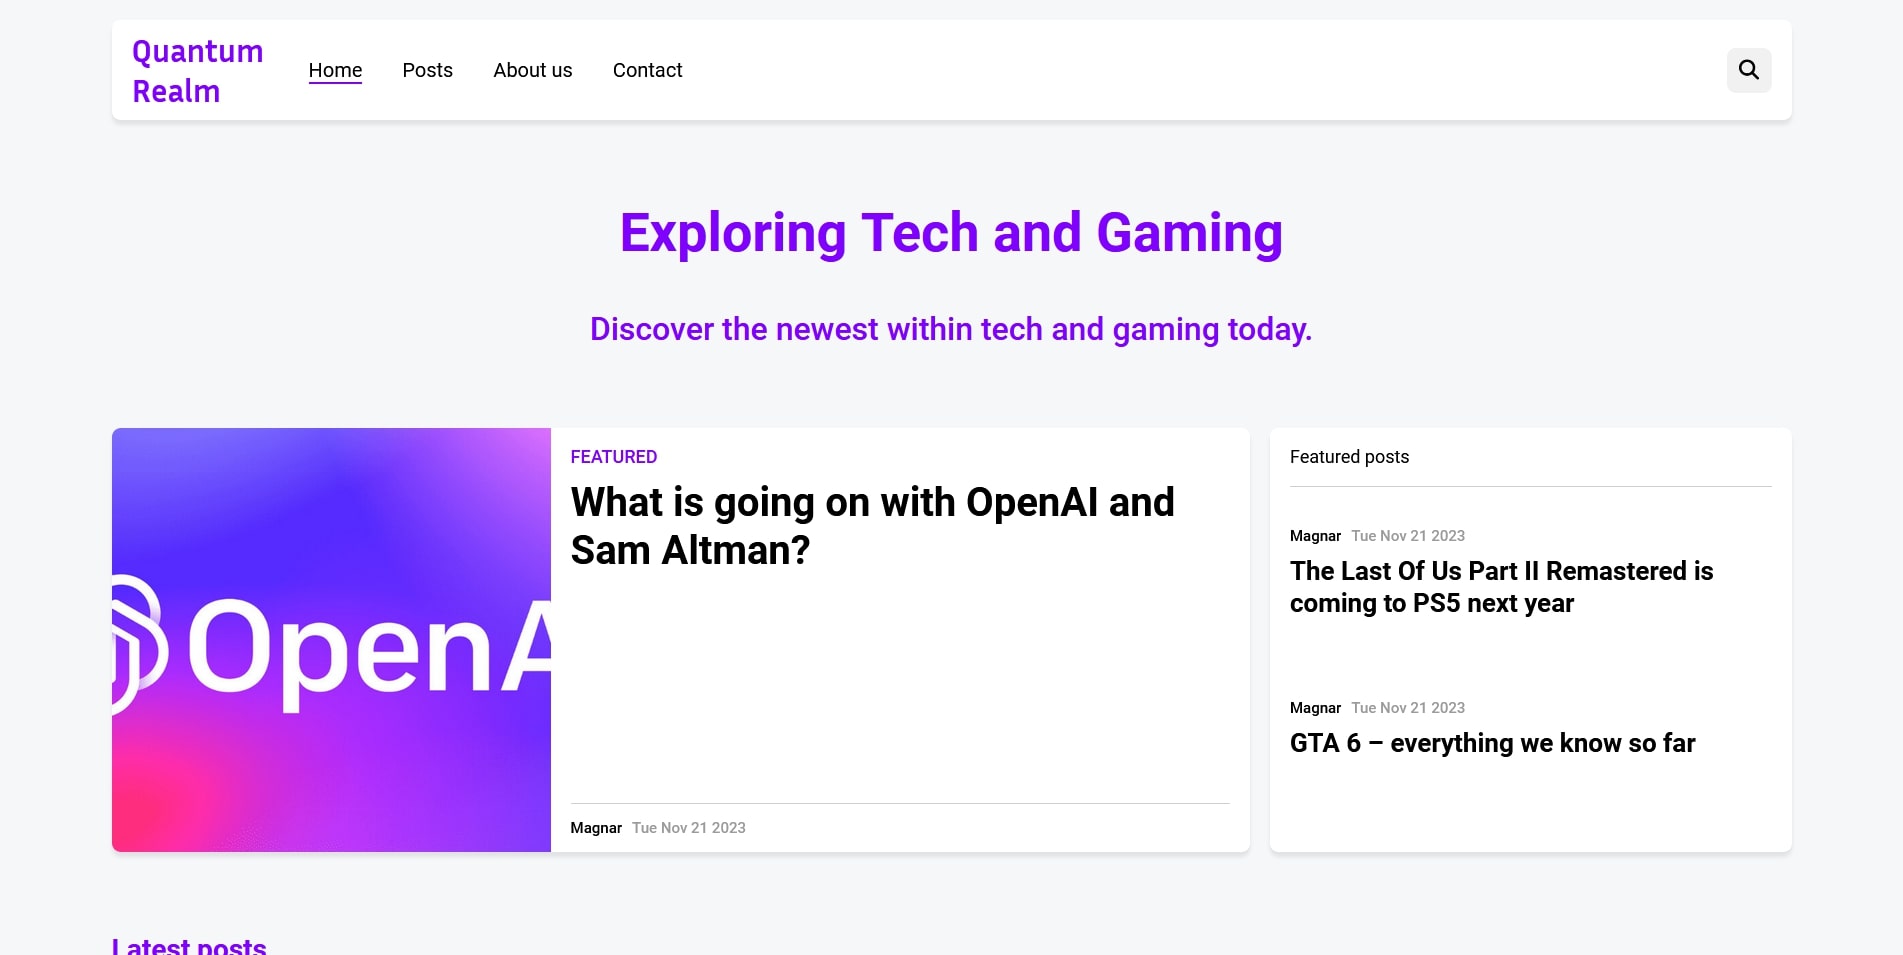 Quantum
Realm
Home
Posts
About us
Contact
Exploring Tech and Gaming
Discover the newest within tech and gaming today.
OpenA
FEATURED
What is going on with OpenAI and
Sam Altman?
Magnar Tue Nov 21 2023
Featured posts
Magnar Tue Nov 21 2023
The Last Of Us Part II Remastered is
coming to PS5 next year
Magnar Tue Nov 21 2023
GTA 6 – everything we know so far
Latest posts